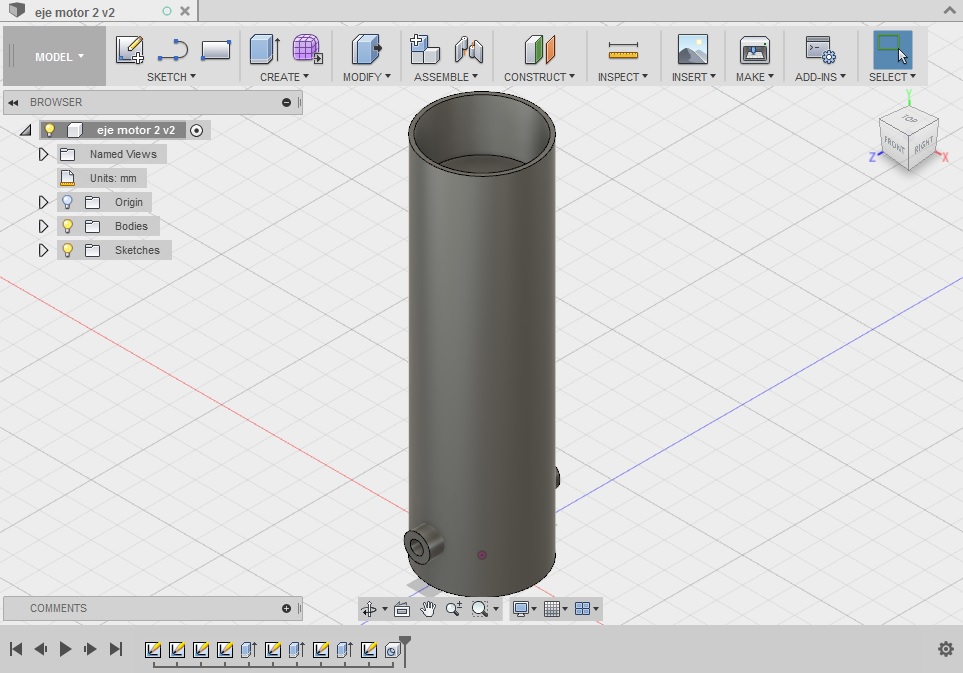 eje motor 2 v2
MODEL
SKETCH
CREATE
MODIFY
ASSEMBLE
CONSTRUCT
INSPECT
INSERT
MAKE
ADD-INS
SELECT
BROWSER
eje motor 2 v2
Named Views
Units: mm
Origin
Bodies
Sketches
Y
TOP
FRONT
RIGHT
Z
X
COMMENTS